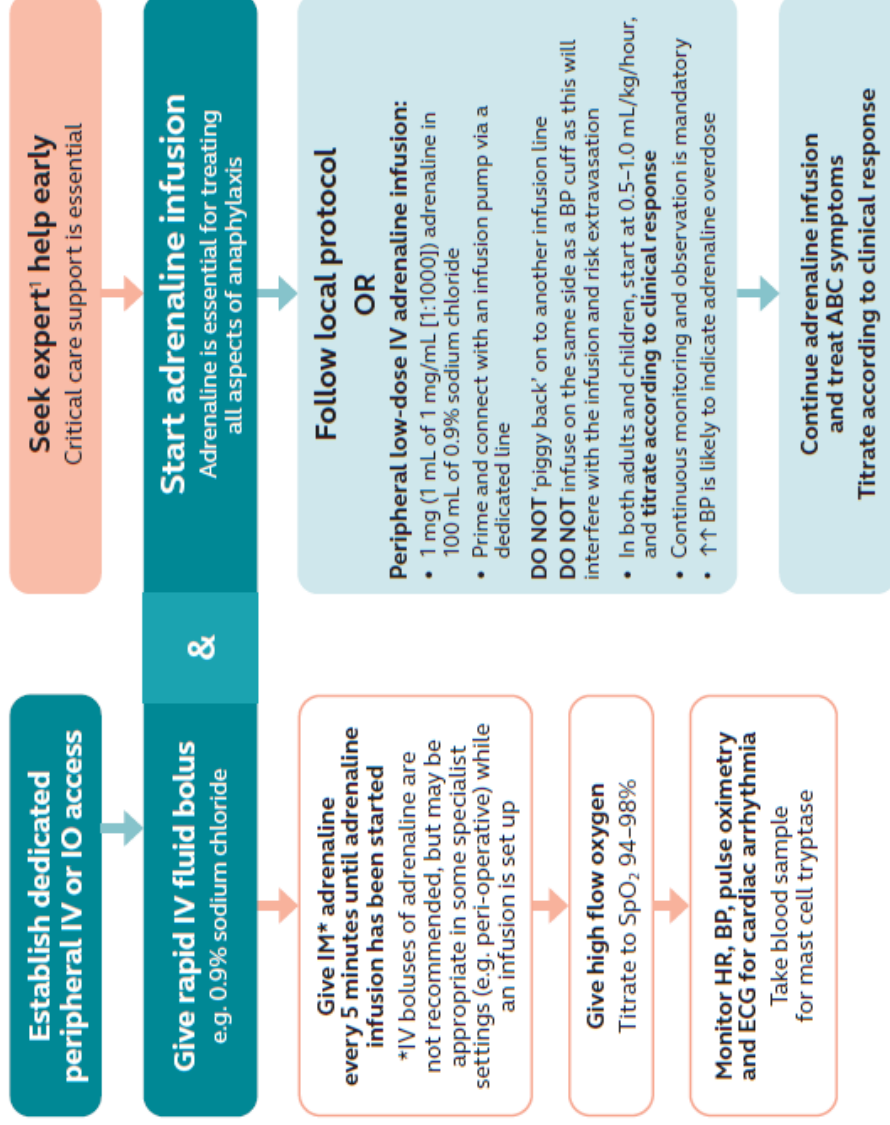 Establish dedicated
peripheral IV or IO access
Seek expert¹ help early
Critical care support is essential
Give rapid IV fluid bolus
e.g. 0.9% sodium chloride
&
Start adrenaline infusion
Adrenaline is essential for treating
all aspects of anaphylaxis
Give IM* adrenaline
every 5 minutes until adrenaline
infusion has been started
*IV boluses of adrenaline are
not recommended, but may be
appropriate in some specialist
settings (e.g. peri-operative) while
an infusion is set up
Give high flow oxygen
Titrate to SpO₂ 94–98%
Monitor HR, BP, pulse oximetry
and ECG for cardiac arrhythmia
Take blood sample
for mast cell tryptase
Follow local protocol
OR
Peripheral low-dose IV adrenaline infusion:
• 1 mg (1 mL of 1 mg/mL [1:1000]) adrenaline in
100 mL of 0.9% sodium chloride
• Prime and connect with an infusion pump via a
dedicated line
DO NOT ‘piggy back’ on to another infusion line
DO NOT infuse on the same side as a BP cuff as this will
interfere with the infusion and risk extravasation
• In both adults and children, start at 0.5–1.0 mL/kg/hour,
and titrate according to clinical response
• Continuous monitoring and observation is mandatory
• ↑↑ BP is likely to indicate adrenaline overdose
Continue adrenaline infusion
and treat ABC symptoms
Titrate according to clinical response